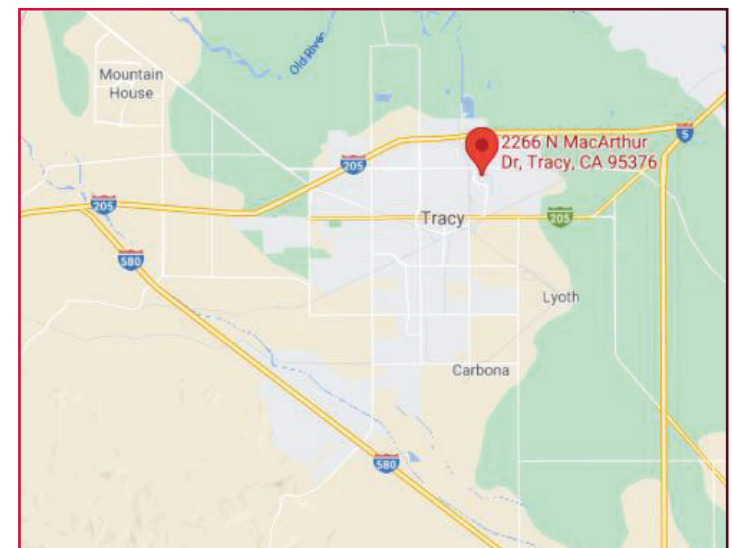 Old River
Mountain
House
5
2266 N MacArthur
Dr, Tracy, CA 95376
205
205
Tracy
205
580
Lyoth
Carbona
580